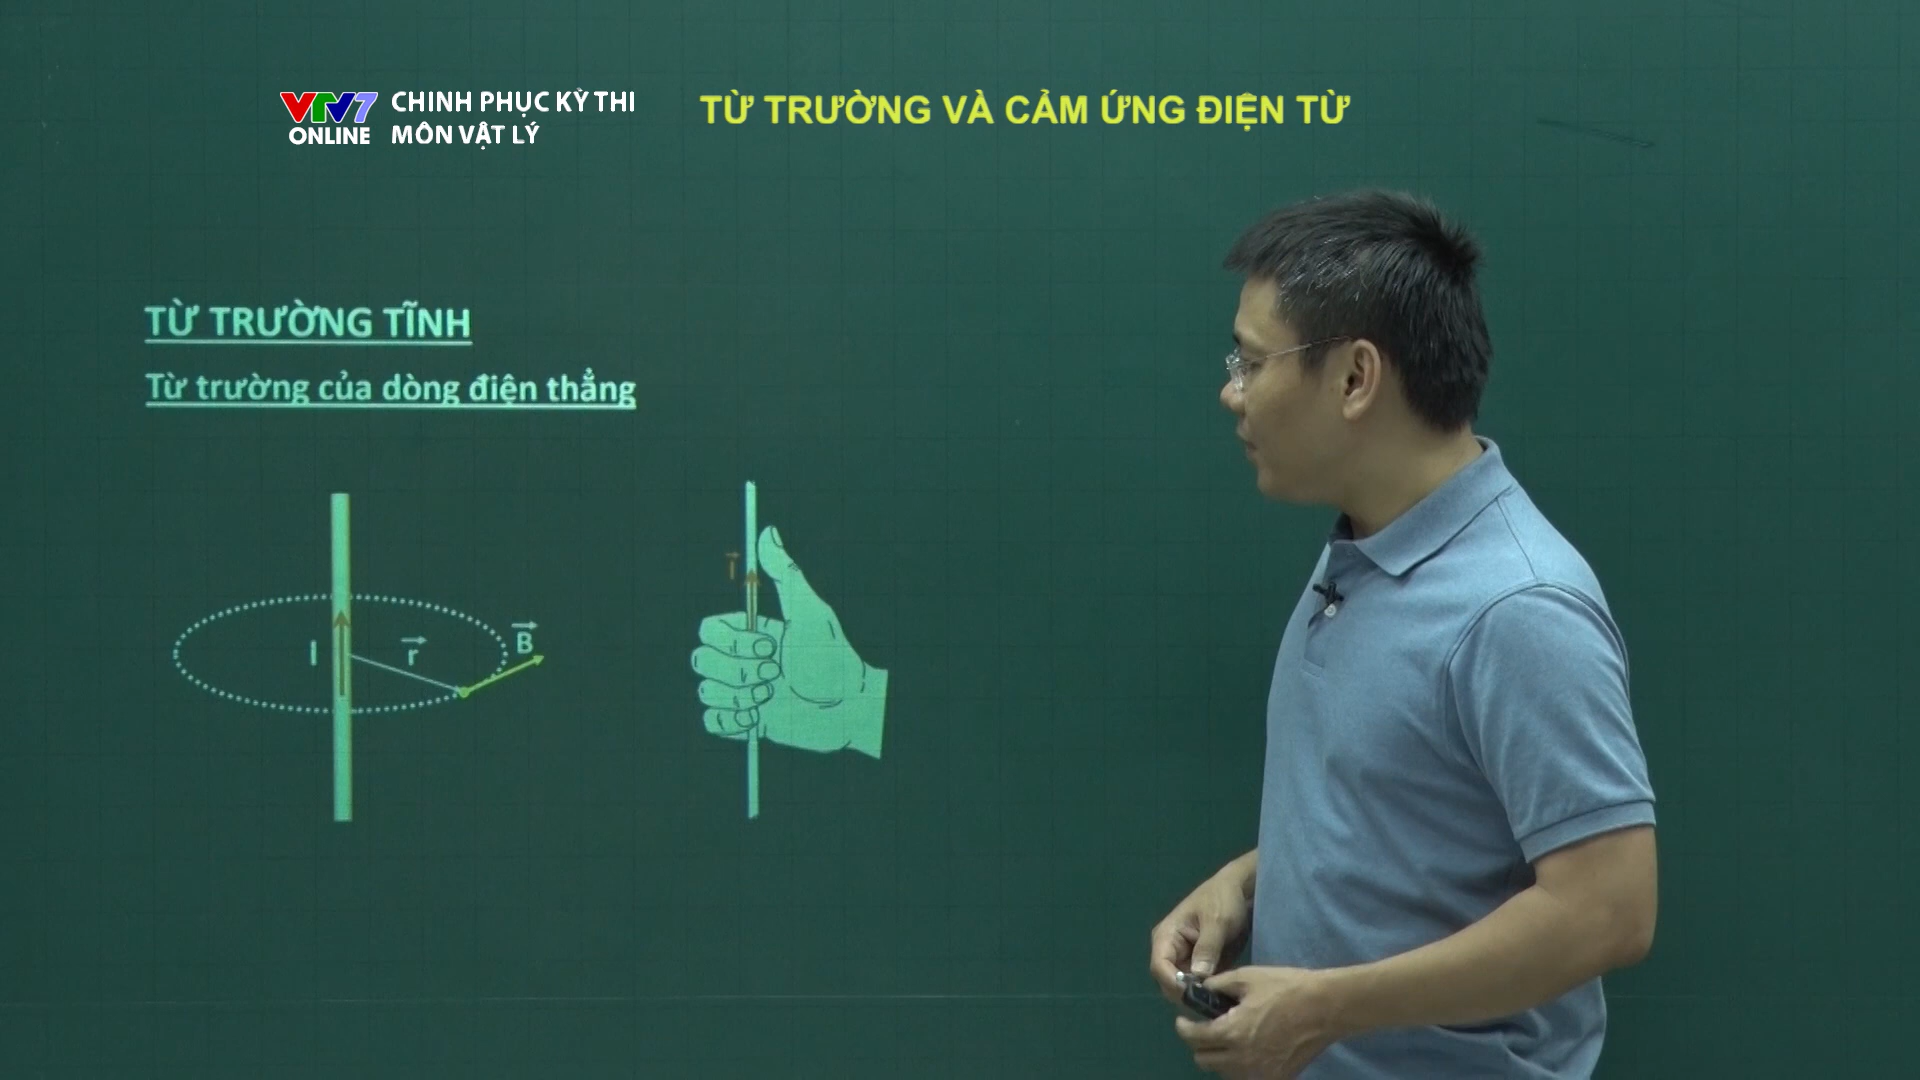 VTV7
ONLINE
CHINH PHỤC KỲ THI
MÔN VẬT LÝ
TỪ TRƯỜNG VÀ CẢM ỨNG ĐIỆN TỪ
TỪ TRƯỜNG TĨNH
Từ trường của dòng điện thẳng
I
r
B
I